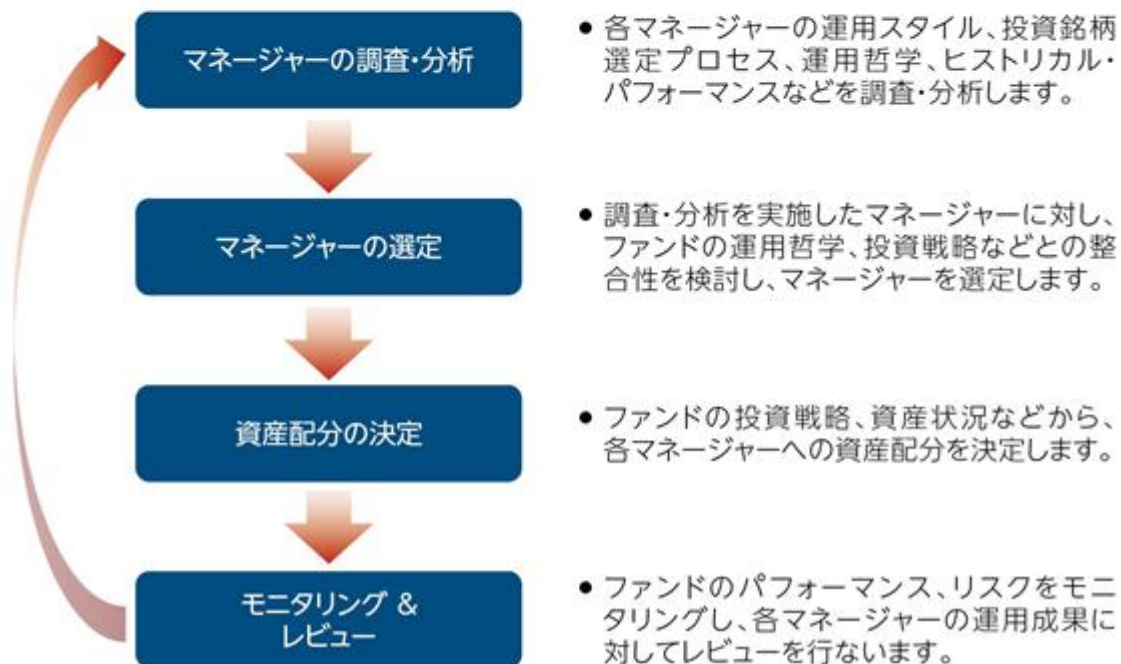 マネージャーの調査・分析
● 各マネージャーの運用スタイル、投資銘柄
選定プロセス、運用哲学、ヒストリカル・
パフォーマンスなどを調査・分析します。
マネージャーの選定
● 調査・分析を実施したマネージャーに対し、
ファンドの運用哲学、投資戦略などとの整
合性を検討し、マネージャーを選定します。
資産配分の決定
● ファンドの投資戦略、資産状況などから、
各マネージャーへの資産配分を決定します。
モニタリング &
レビュー
● ファンドのパフォーマンス、リスクをモニ
タリングし、各マネージャーの運用成果に
対してレビューを行ないます。